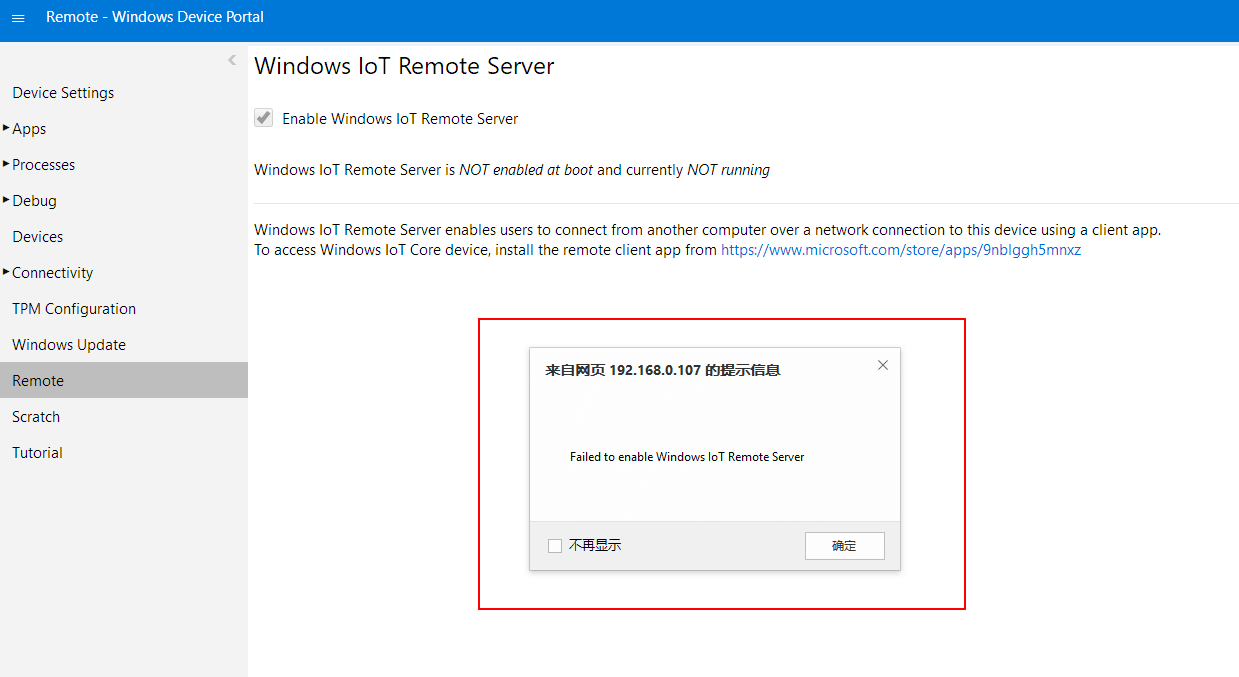 Remote - Windows Device Portal
Device Settings
Apps
Processes
Debug
Devices
Connectivity
TPM Configuration
Windows Update
Remote
Scratch
Tutorial
Windows IoT Remote Server
Enable Windows IoT Remote Server
Windows IoT Remote Server is NOT enabled at boot and currently NOT running
Windows IoT Remote Server enables users to connect from another computer over a network connection to this device using a client app.
To access Windows IoT Core device, install the remote client app from https://www.microsoft.com/store/apps/9nblggh5mnxz
来自网页 192.168.0.107 的提示信息
Failed to enable Windows IoT Remote Server
不再显示
确定